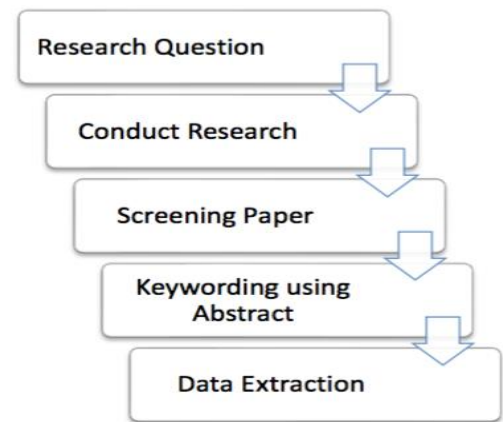 Research Question
Conduct Research
Screening Paper
Keywording using
Abstract
Data Extraction